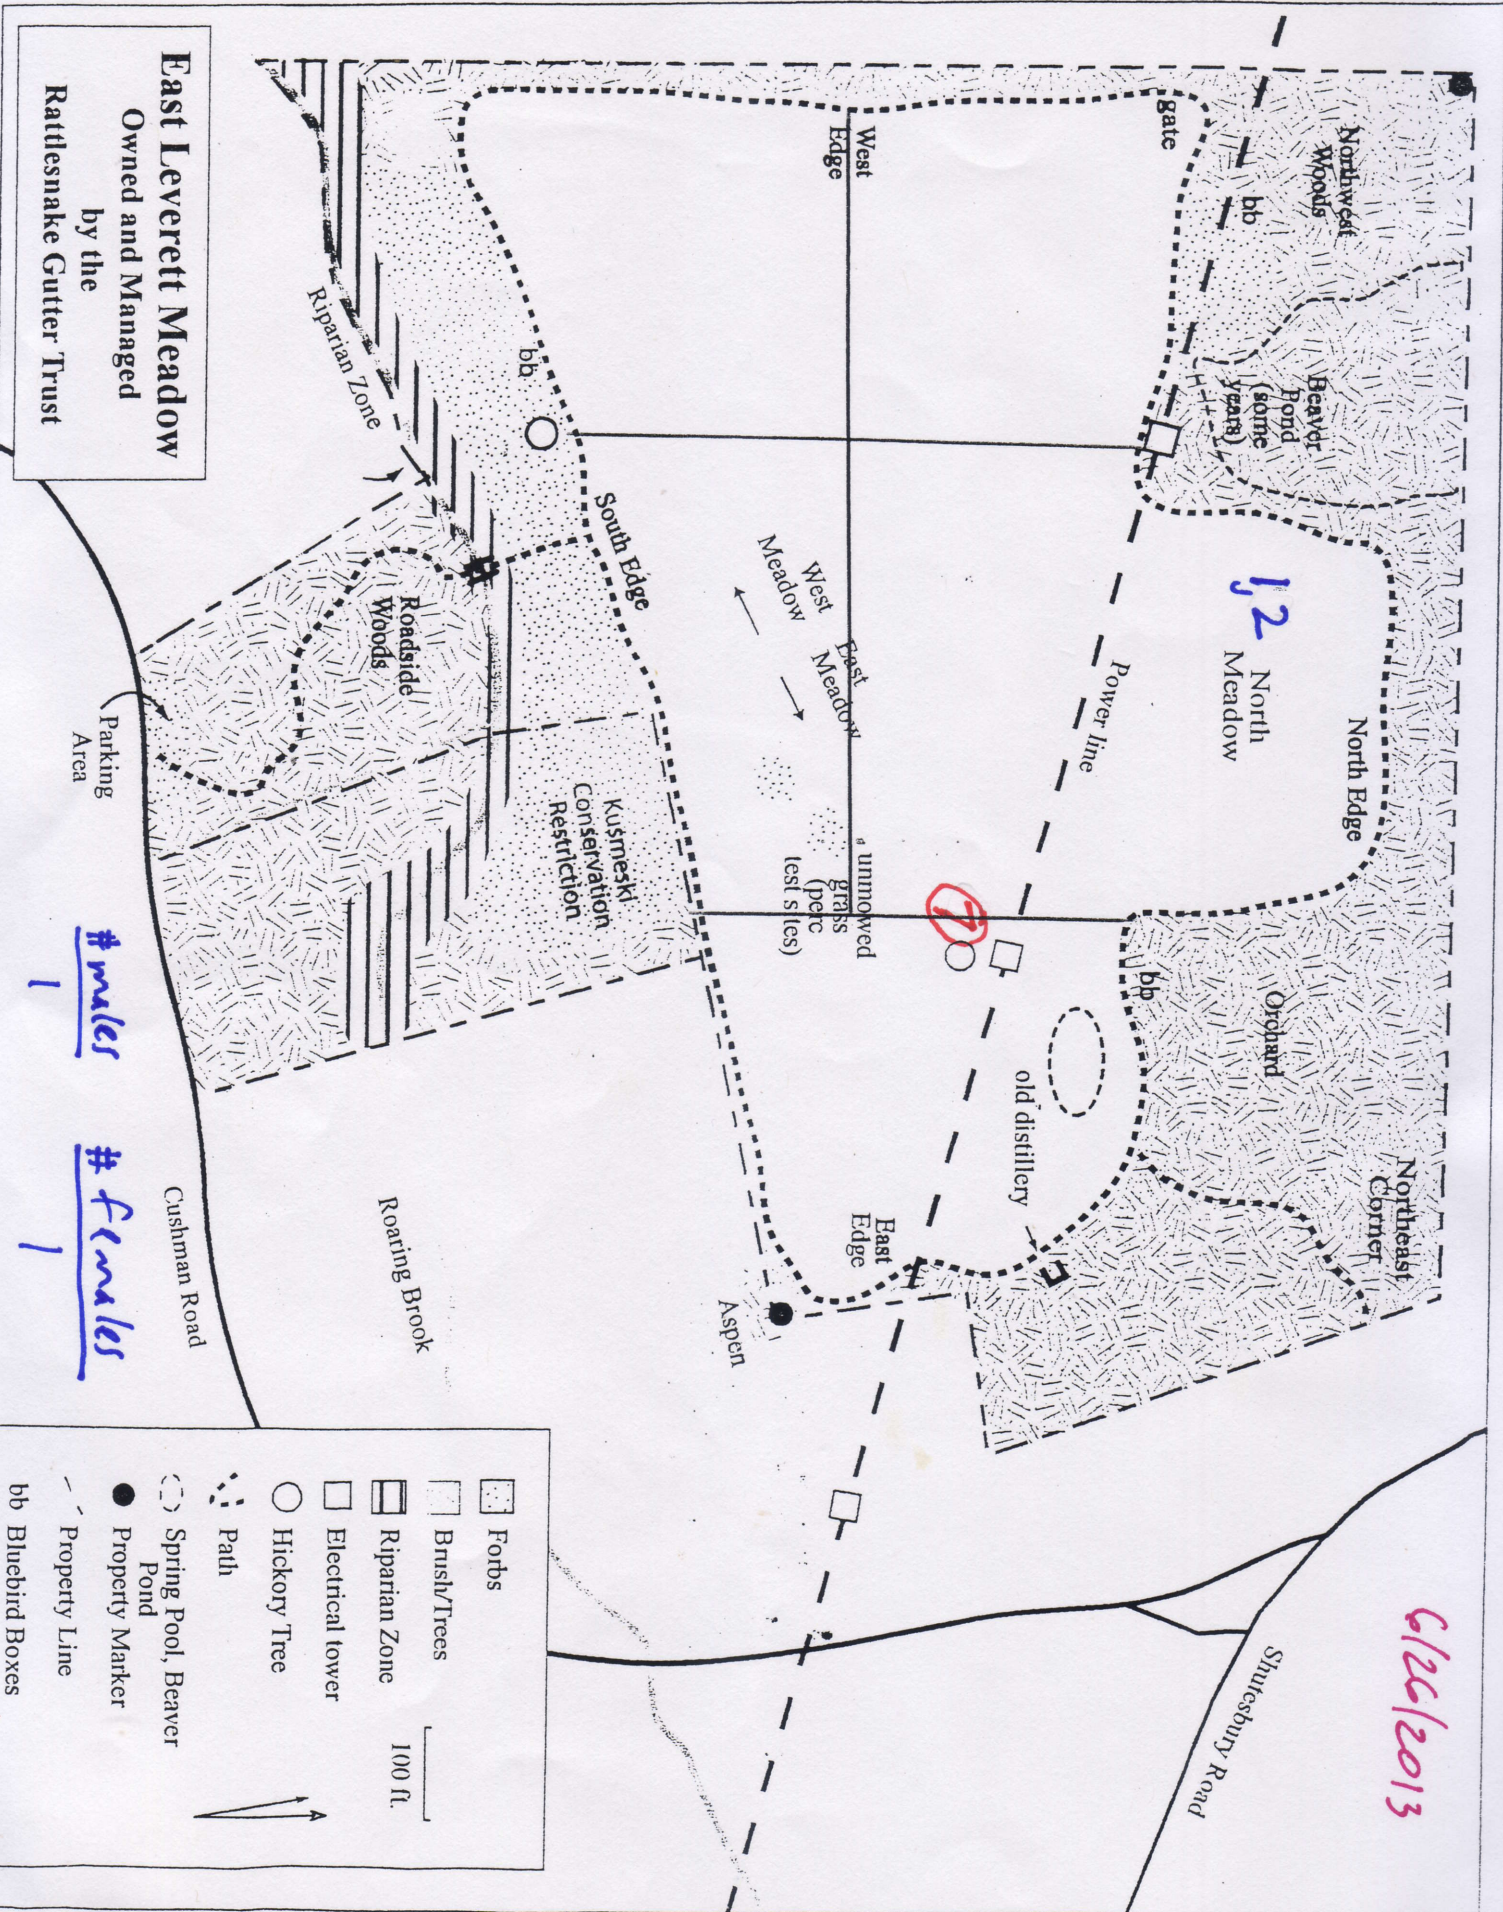 6/26/2013
Northwest
Woods
bb
gate
Beaver
Pond
(some
years)
1,2
North
Meadow
North Edge
Orchard
bb
Northeast
Corner
Shutesbury Road
Power line
old distillery
West
Edge
West
Meadow
East
Meadow
unmowed
grass
(perc
test sites)
East
Edge
Aspen
bb
South Edge
Kusmeski
Conservation
Restriction
Riparian Zone
Roadside
Woods
Parking
Area
Roaring Brook
Cushman Road
East Leverett Meadow
Owned and Managed
by the
Rattlesnake Gutter Trust
# males
1
# females
1
Forbs
Brush/Trees
Riparian Zone
Electrical tower
Hickory Tree
Path
Spring Pool, Beaver
Pond
Property Marker
Property Line
bb Bluebird Boxes
100 ft.